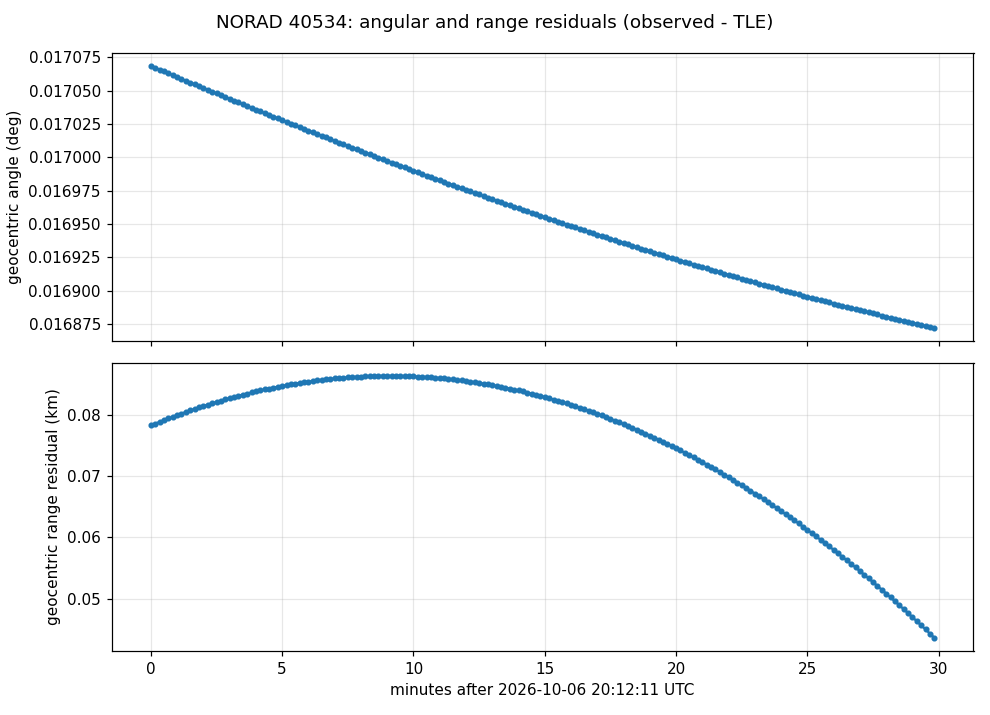 NORAD 40534: angular and range residuals (observed - TLE)
geocentric angle (deg)
0.017075
0.017050
0.017025
0.017000
0.016975
0.016950
0.016925
0.016900
0.016875
geocentric range residual (km)
0.08
0.07
0.06
0.05
0 5 10 15 20 25 30
minutes after 2026-10-06 20:12:11 UTC